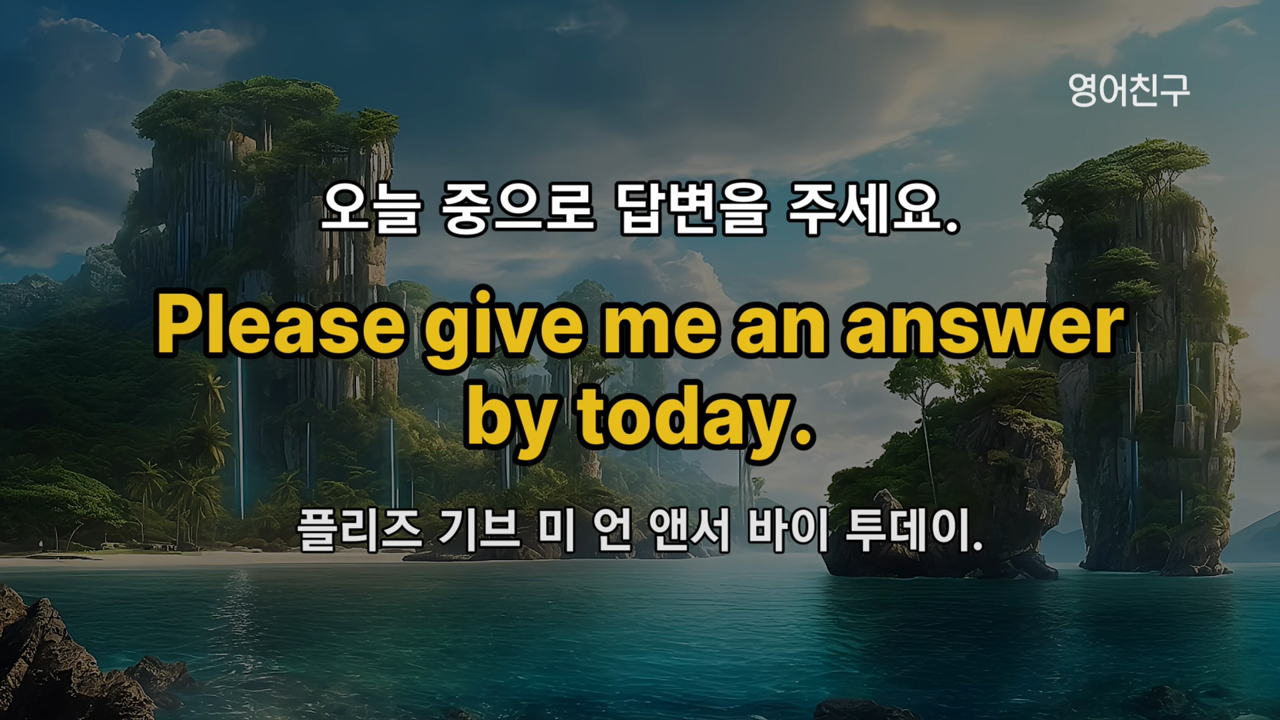 영어친구
오늘 중으로 답변을 주세요.
Please give me an answer
by today.
플리즈 기브 미 언 앤서 바이 투데이.